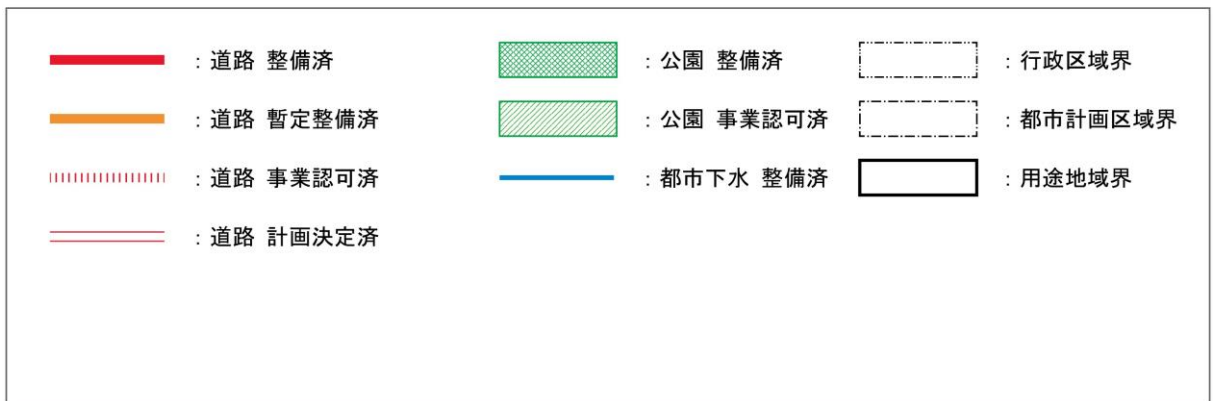 ：道路 整備済
：公園 整備済
：行政区域界
：道路 暫定整備済
：公園 事業認可済
：都市計画区域界
：道路 事業認可済
：都市下水 整備済
：用途地域界
：道路 計画決定済